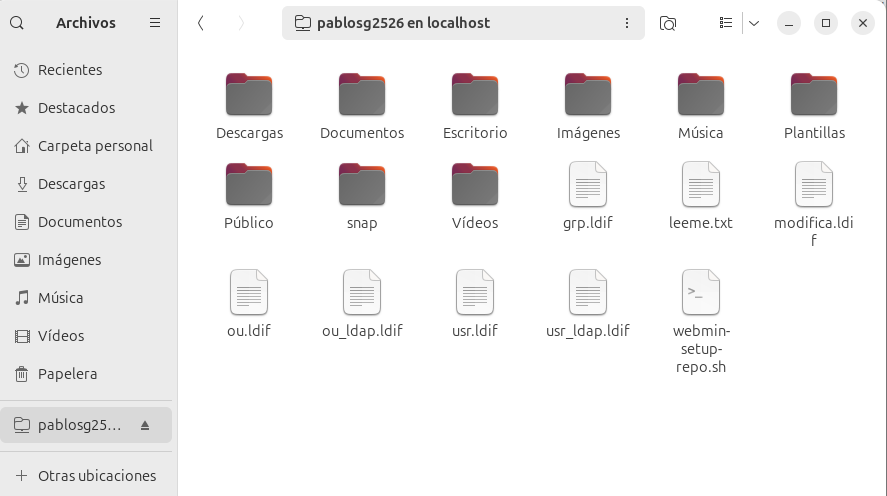 Archivos
pablosg2526 en localhost
Recientes
Destacados
Carpeta personal
Descargas
Documentos
Imágenes
Música
Vídeos
Papelera
pablosg25...
Otras ubicaciones
Descargas
Documentos
Escritorio
Imágenes
Música
Plantillas
Público
snap
Vídeos
grp.ldif
leeme.txt
modifica.ldi
f
ou.ldif
ou_ldap.ldif
usr.ldif
usr_ldap.ldif
>_
webmin-
setup-
repo.sh